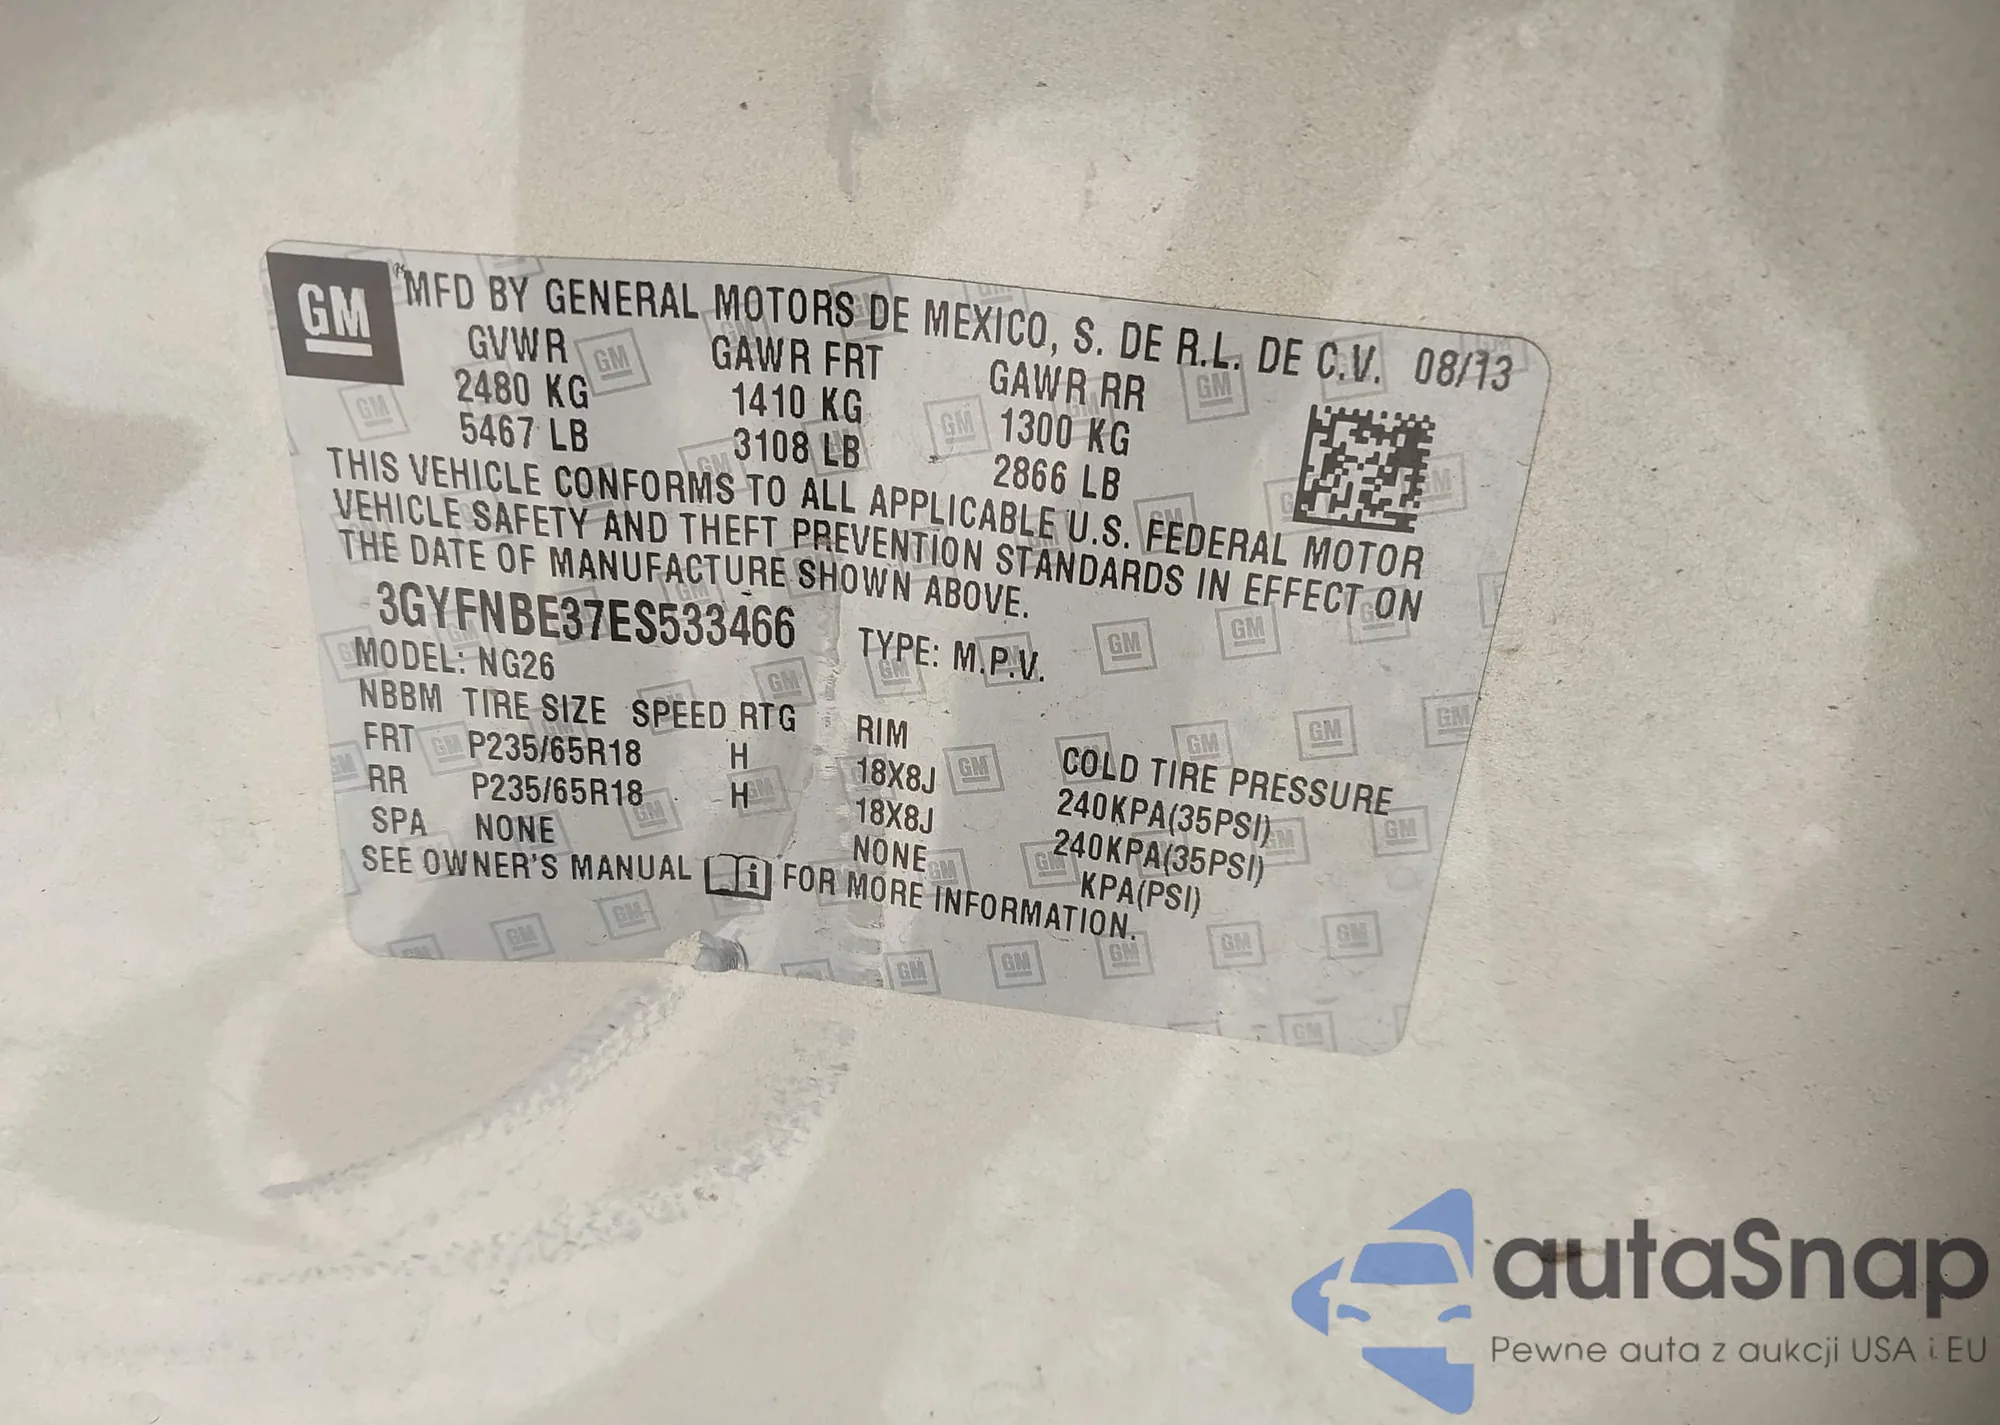 GM
MFD BY GENERAL MOTORS DE MEXICO, S. DE R.L. DE C.V. 08/13
GVWR GAWR FRT GAWR RR
2480 KG 1410 KG 1300 KG
5467 LB 3108 LB 2866 LB
THIS VEHICLE CONFORMS TO ALL APPLICABLE U.S. FEDERAL MOTOR
VEHICLE SAFETY AND THEFT PREVENTION STANDARDS IN EFFECT ON
THE DATE OF MANUFACTURE SHOWN ABOVE.
3GYFNBE37ES533466 TYPE: M.P.V.
MODEL: NG26
NBBM TIRE SIZE SPEED RTG RIM COLD TIRE PRESSURE
FRT P235/65R18 H 18X8J 240KPA(35PSI)
RR P235/65R18 H 18X8J 240KPA(35PSI)
SPA NONE NONE KPA(PSI)
SEE OWNER'S MANUAL FOR MORE INFORMATION.
autaSnap
Pewne auta z aukcji USA i EU